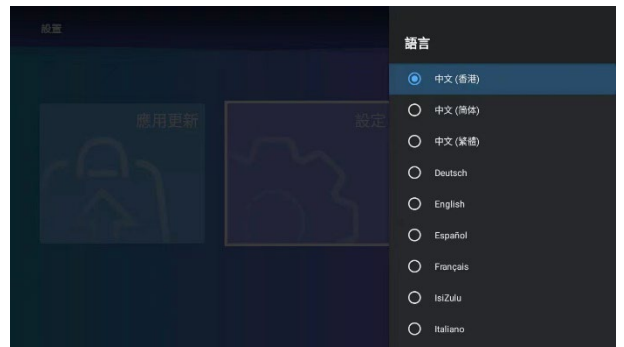 設置
應用更新
設定
語言
中文 (香港)
中文 (简体)
中文 (繁體)
Deutsch
English
Español
Français
IsiZulu
Italiano